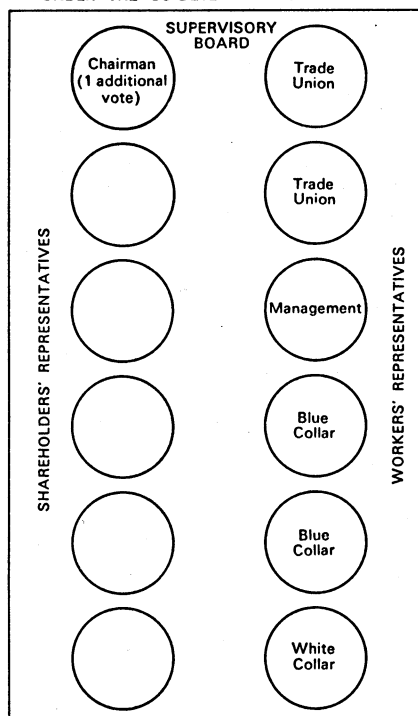 SUPERVISORY
BOARD
Chairman
(1 additional
vote)
Trade
Union
Trade
Union
SHAREHOLDERS' REPRESENTATIVES
Management
WORKERS' REPRESENTATIVES
Blue
Collar
Blue
Collar
White
Collar